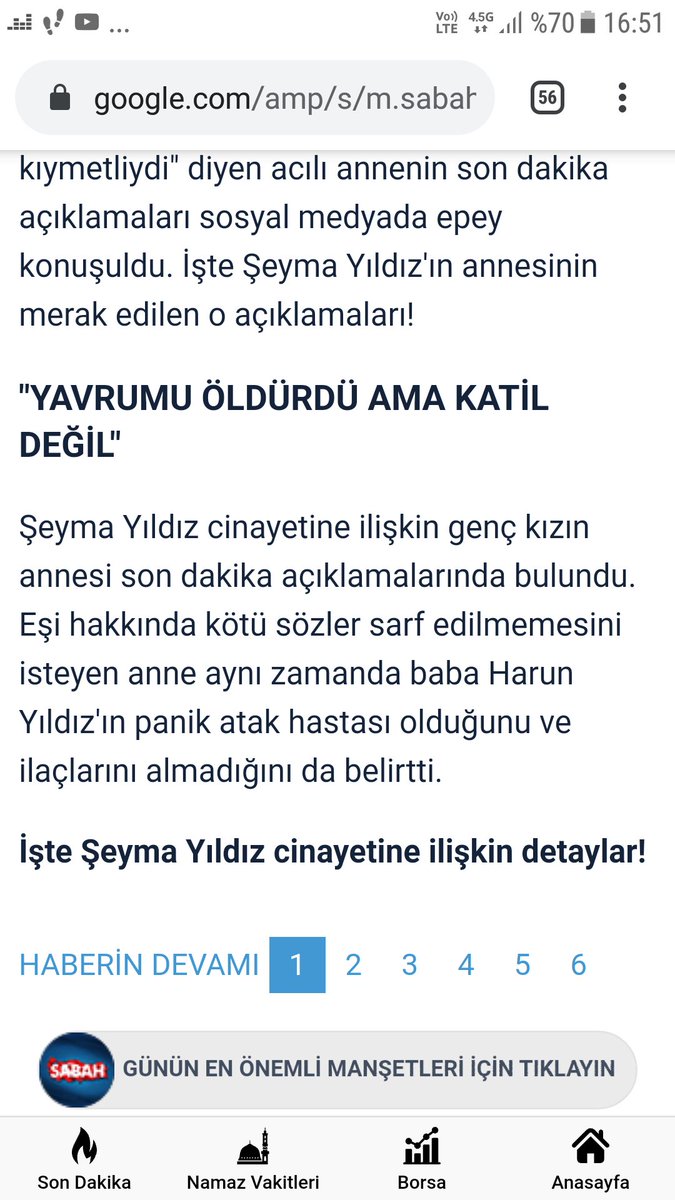 Vo)) LTE 4.5G %70 16:51
google.com/amp/s/m.sabah
56
kıymetliydi" diyen acılı annenin son dakika
açıklamaları sosyal medyada epey
konuşuldu. İşte Şeyma Yıldız'ın annesinin
merak edilen o açıklamaları!
"YAVRUMU ÖLDÜRDÜ AMA KATİL
DEĞİL"
Şeyma Yıldız cinayetine ilişkin genç kızın
annesi son dakika açıklamalarında bulundu.
Eşi hakkında kötü sözler sarf edilmemesini
isteyen anne aynı zamanda baba Harun
Yıldız'ın panik atak hastası olduğunu ve
ilaçlarını almadığını da belirtti.
İşte Şeyma Yıldız cinayetine ilişkin detaylar!
HABERİN DEVAMI 1 2 3 4 5 6
SABAH GÜNÜN EN ÖNEMLİ MANŞETLERİ İÇİN TIKLAYIN
Son Dakika Namaz Vakitleri Borsa Anasayfa